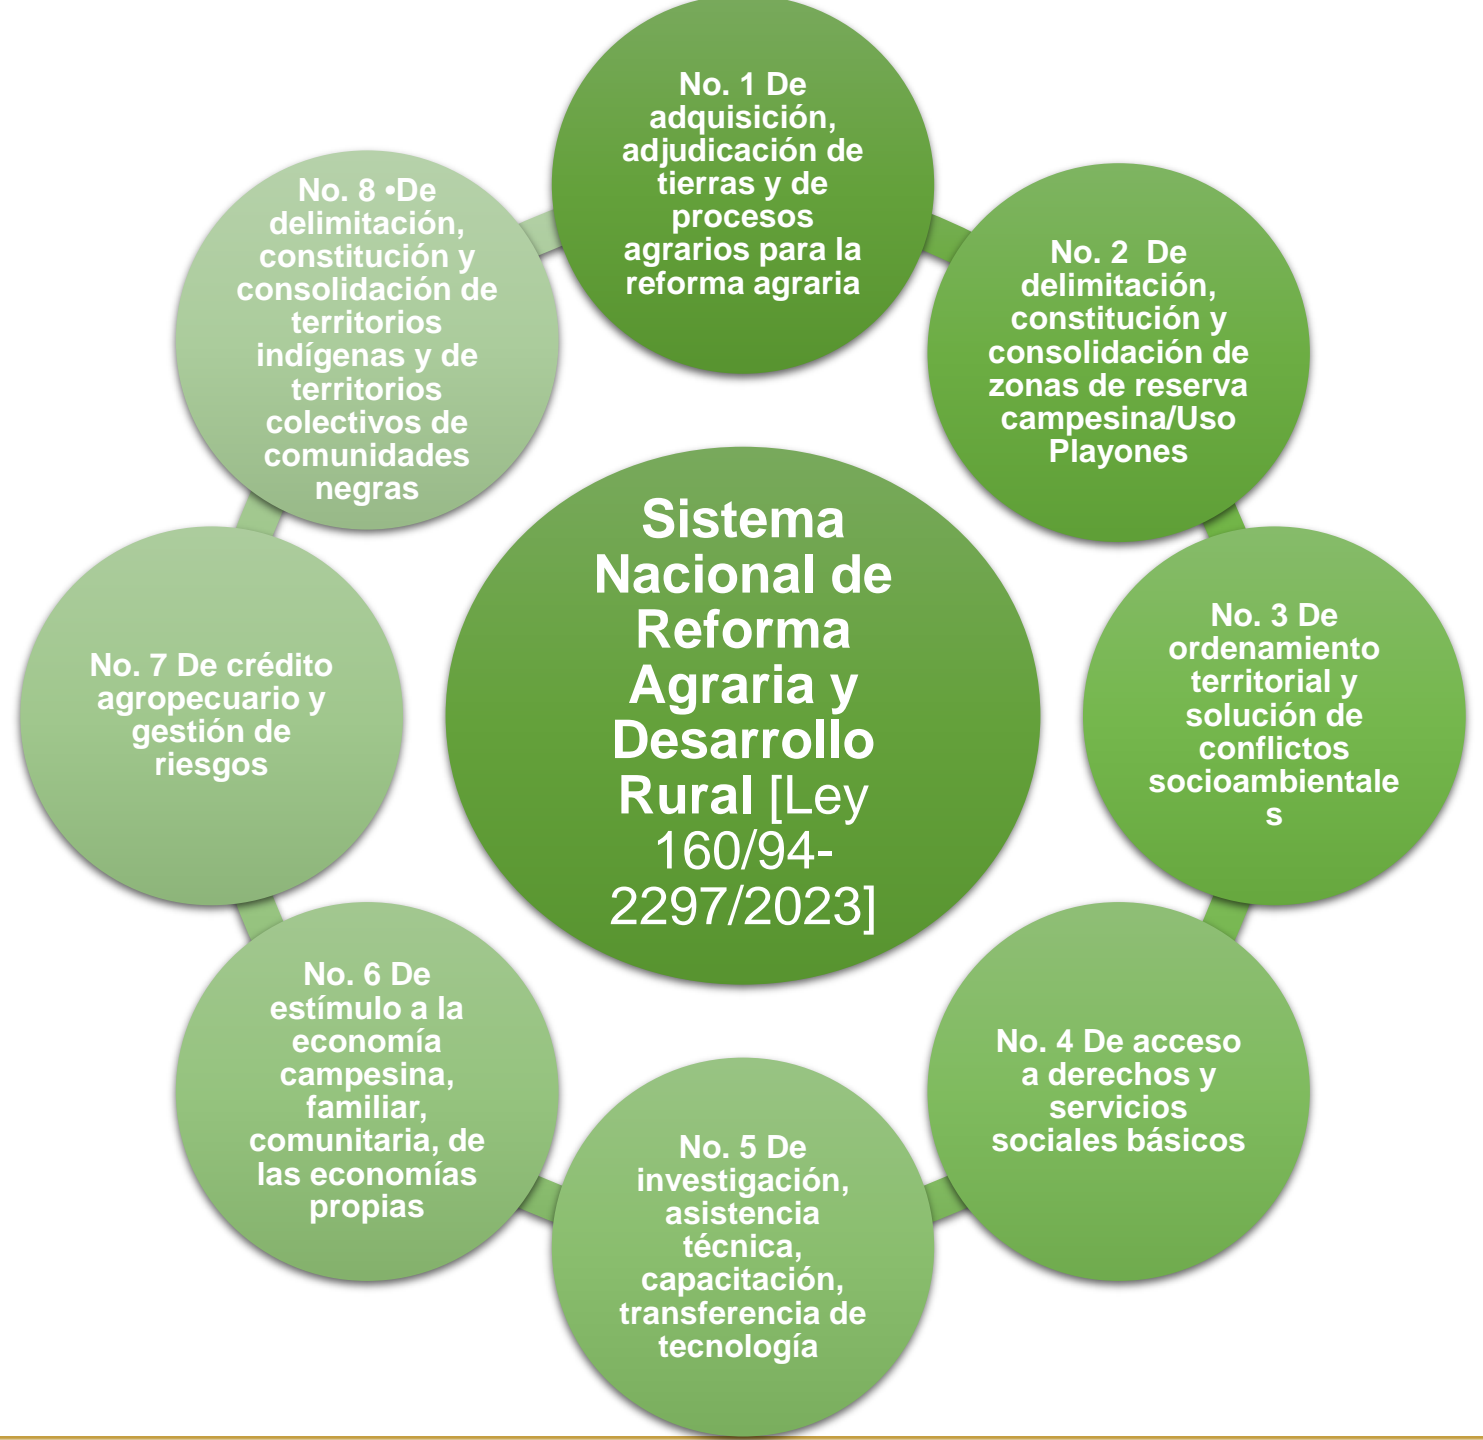 No. 1 De
adquisición,
adjudicación de
tierras y de
procesos
agrarios para la
reforma agraria
No. 2  De
delimitación,
constitución y
consolidación de
zonas de reserva
campesina/Uso
Playones
No. 3 De
ordenamiento
territorial y
solución de
conflictos
socioambientale
s
No. 4 De acceso
a derechos y
servicios
sociales básicos
No. 5 De
investigación,
asistencia
técnica,
capacitación,
transferencia de
tecnología
No. 6 De
estímulo a la
economía
campesina,
familiar,
comunitaria, de
las economías
propias
No. 7 De crédito
agropecuario y
gestión de
riesgos
No. 8 •De
delimitación,
constitución y
consolidación de
territorios
indígenas y de
territorios
colectivos de
comunidades
negras
Sistema
Nacional de
Reforma
Agraria y
Desarrollo
Rural [Ley
160/94-
2297/2023]